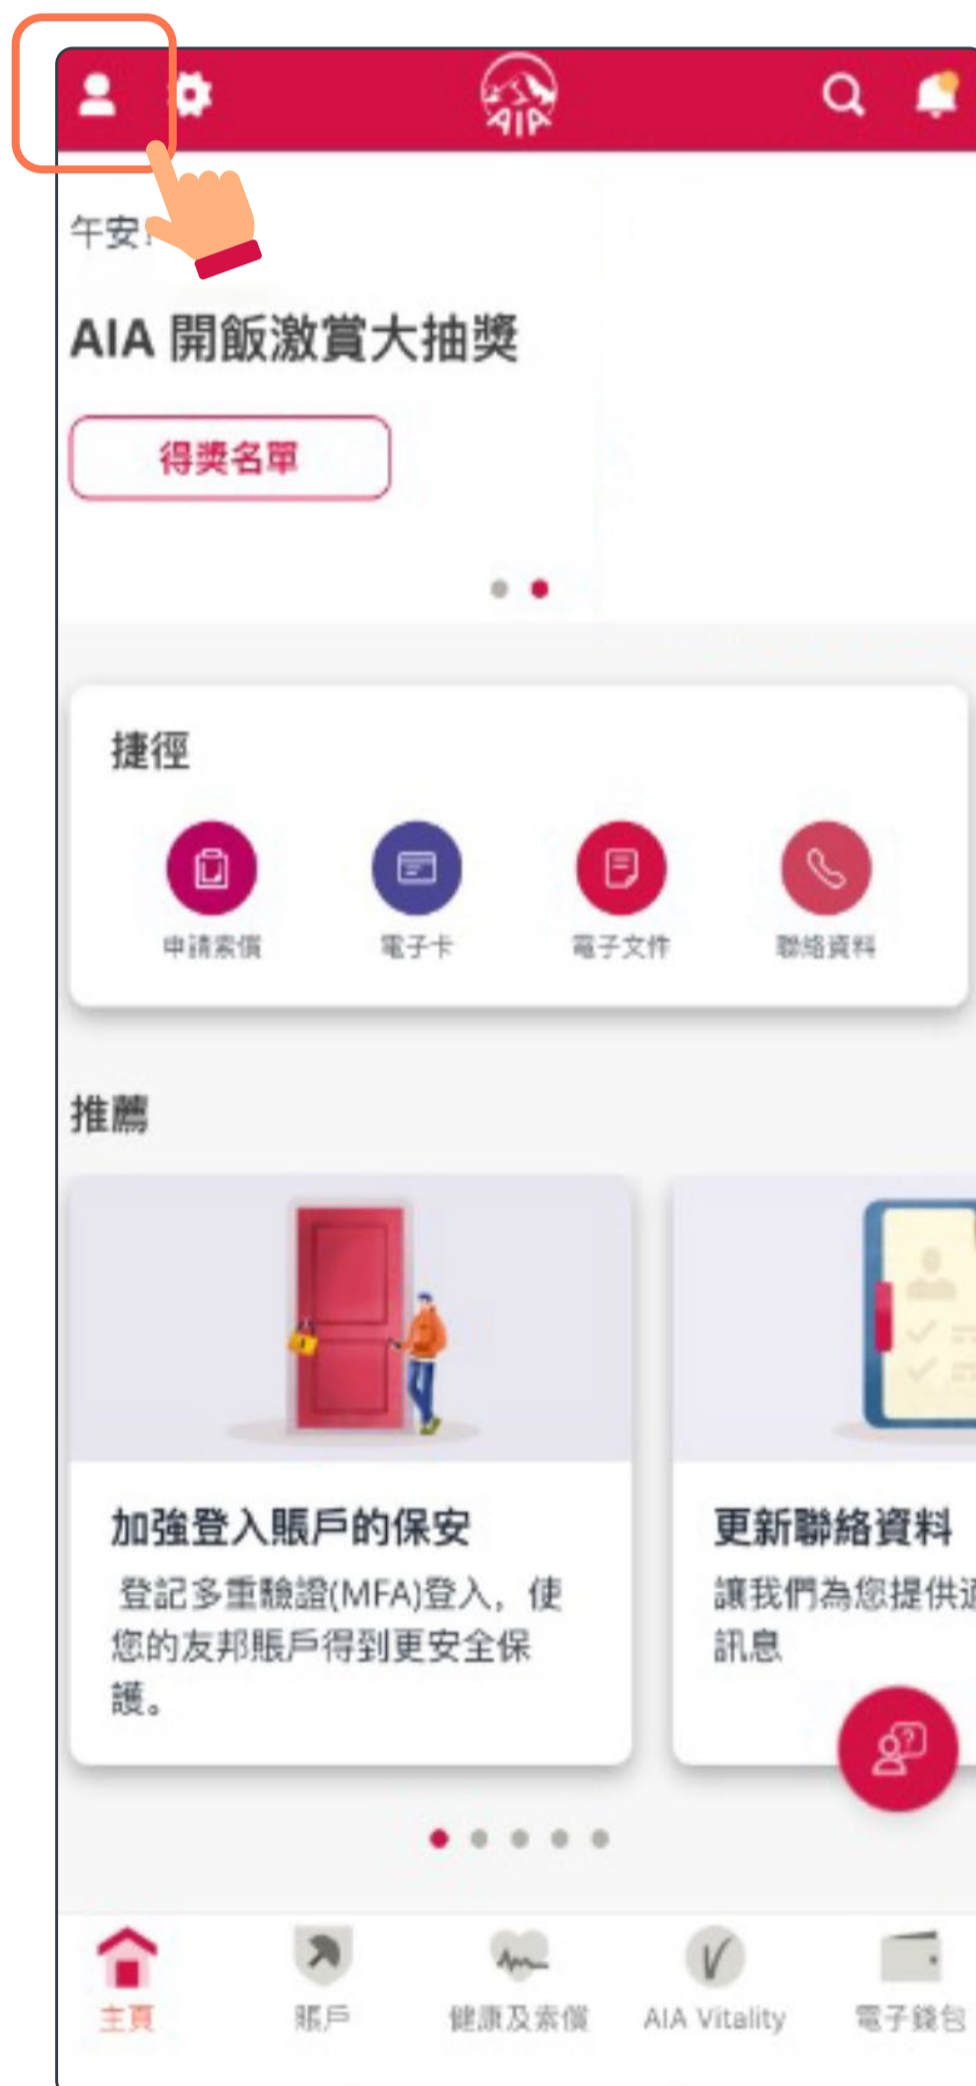 AIA
午安!
AIA 開飯激賞大抽獎
得獎名單
捷徑
申請索償
電子卡
電子文件
聯絡資料
推薦
加強登入賬戶的保安
登記多重驗證(MFA)登入，使
您的友邦賬戶得到更安全保
護。
更新聯絡資料
讓我們為您提供
訊息
主頁
賬戶
健康及索償
AIA Vitality
電子錢包